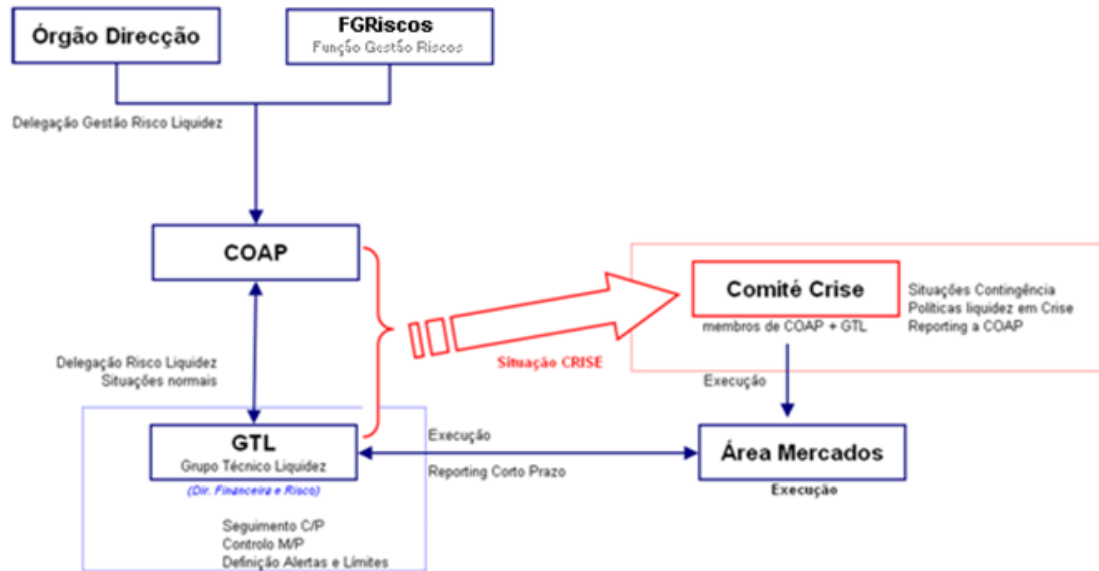 Órgão Direcção
FGRiscos
Função Gestão Riscos
Delegação Gestão Risco Liquidez
COAP
Comité Crise
membros de COAP + GTL
Situações Contingência
Políticas liquidez em Crise
Reporting a COAP
Situação CRISE
Delegação Risco Liquidez
Situações normais
Execução
GTL
Grupo Técnico Liquidez
(Dir. Financeira e Risco)
Execução
Reporting Corto Prazo
Área Mercados
Execução
Seguimento C/P
Controlo M/P
Definição Alertas e Límites